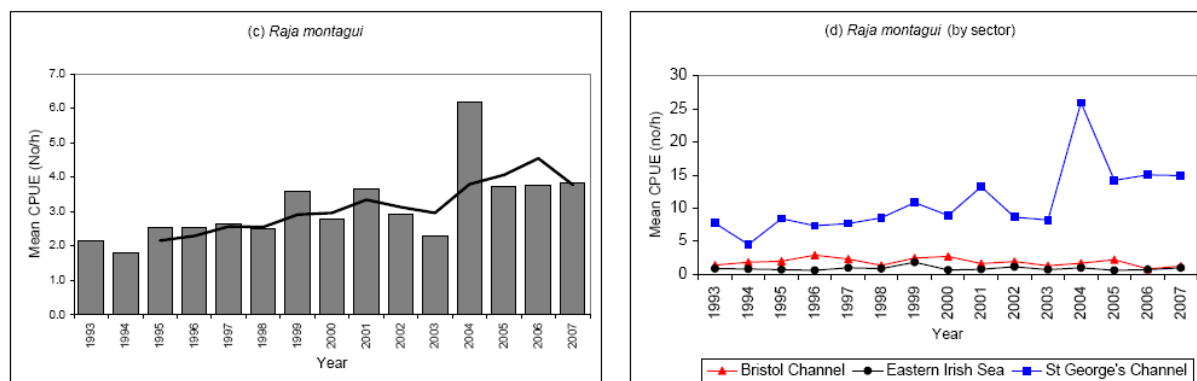 (c) Raja montagui
Mean CPUE (No/h)
7.0
6.0
5.0
4.0
3.0
2.0
1.0
0.0
1993 1994 1995 1996 1997 1998 1999 2000 2001 2002 2003 2004 2005 2006 2007
Year
(d) Raja montagui (by sector)
Mean CPUE (no/h)
30
25
20
15
10
5
0
1993 1994 1995 1996 1997 1998 1999 2000 2001 2002 2003 2004 2005 2006 2007
Year
Bristol Channel Eastern Irish Sea St George's Channel